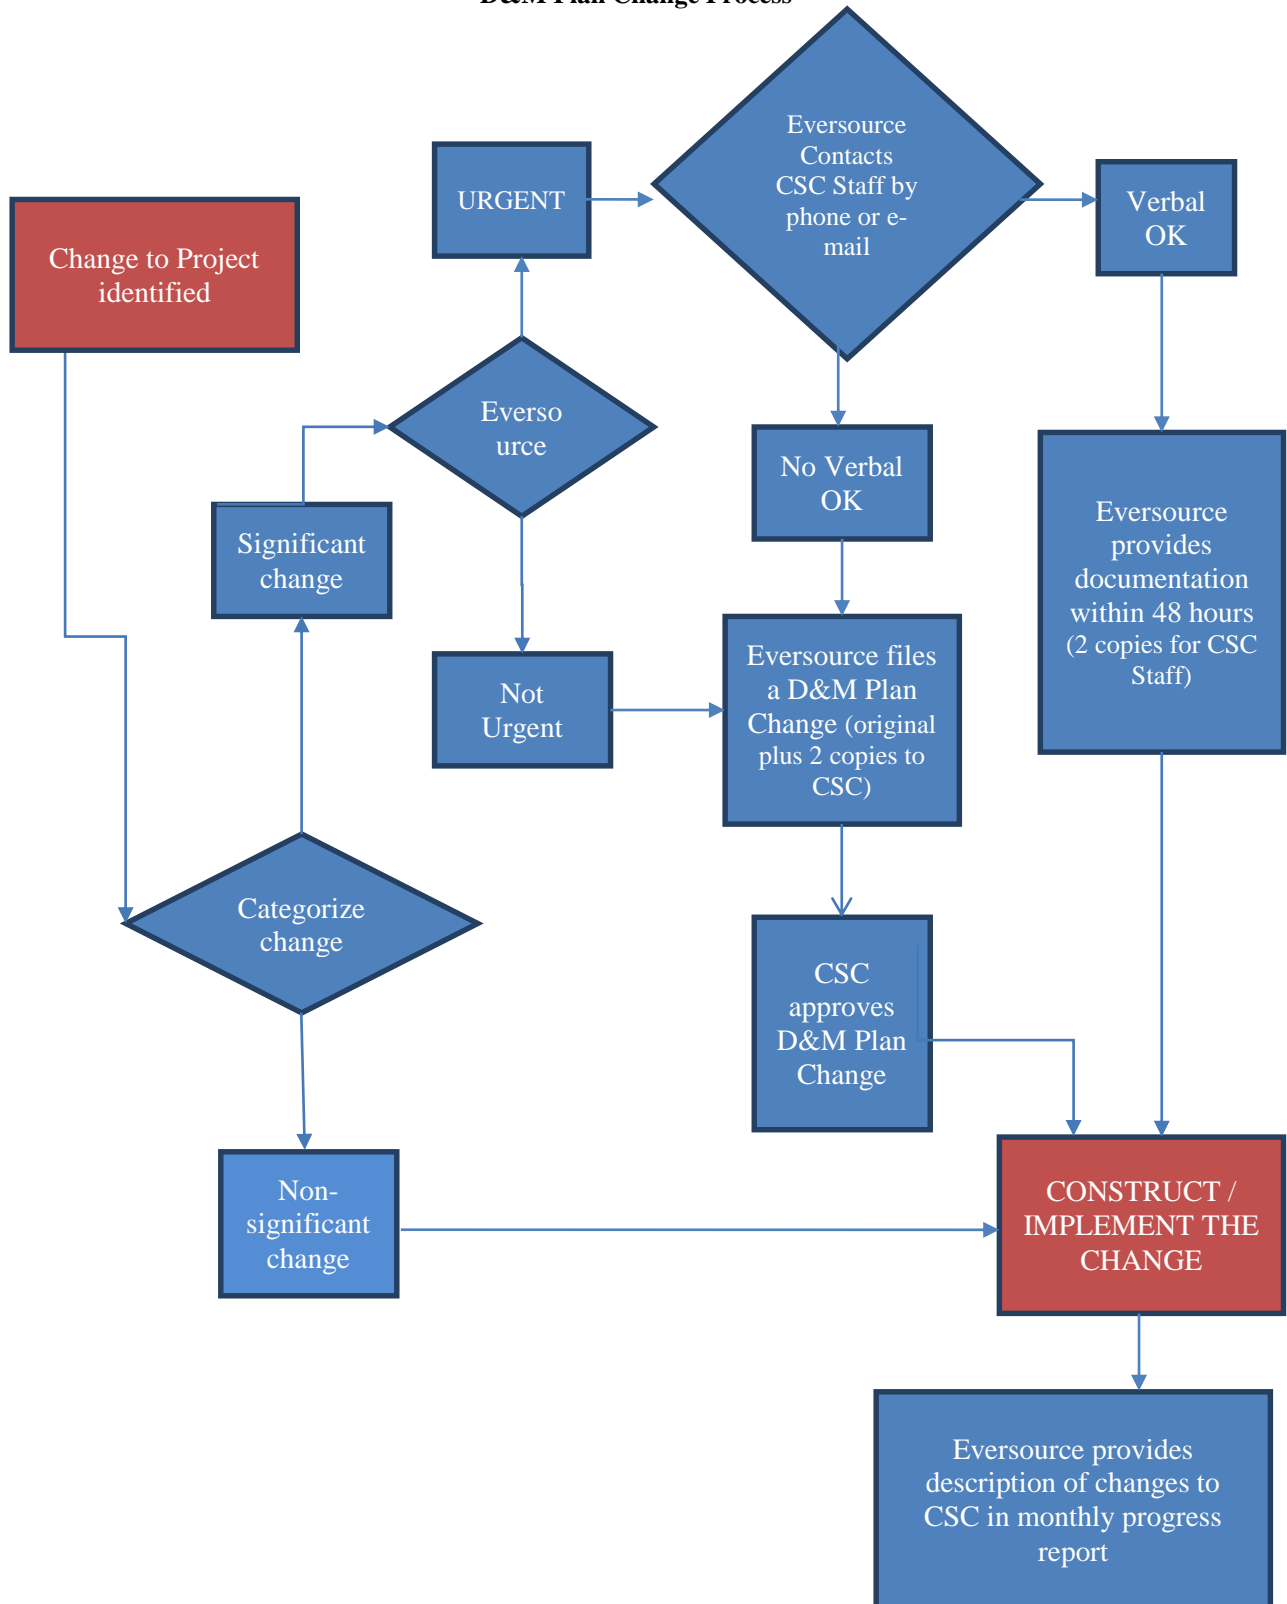 D&M Plan Change Process
Eversource
Contacts
CSC Staff by
phone or e-
mail
URGENT
Verbal
OK
Change to Project
identified
Everso
urce
No Verbal
OK
Significant
change
Eversource
provides
documentation
within 48 hours
(2 copies for CSC
Staff)
Not
Urgent
Eversource files
a D&M Plan
Change (original
plus 2 copies to
CSC)
Categorize
change
CSC
approves
D&M Plan
Change
Non-
significant
change
CONSTRUCT /
IMPLEMENT THE
CHANGE
Eversource provides
description of changes to
CSC in monthly progress
report